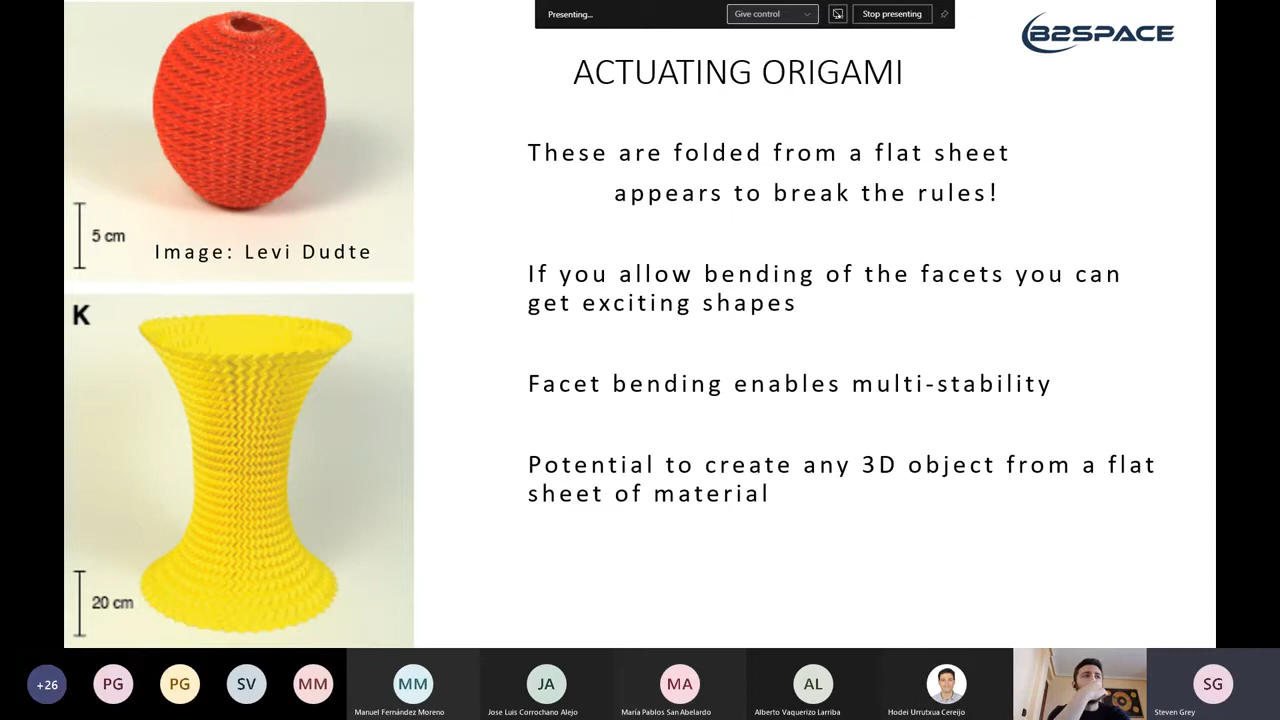 Presenting...
Give control
Stop presenting
B2SPACE
ACTUATING ORIGAMI
These are folded from a flat sheet
appears to break the rules!
If you allow bending of the facets you can
get exciting shapes
Facet bending enables multi-stability
Potential to create any 3D object from a flat
sheet of material
5 cm
Image: Levi Dudte
K
20 cm
+26
PG
PG
SV
MM
MM
Manuel Fernández Moreno
JA
Jose Luis Corrochano Alejo
MA
María Pablos San Abelardo
AL
Alberto Vaquerizo Larriba
Hodei Urrutxua Cereijo
SG
Steven Grey